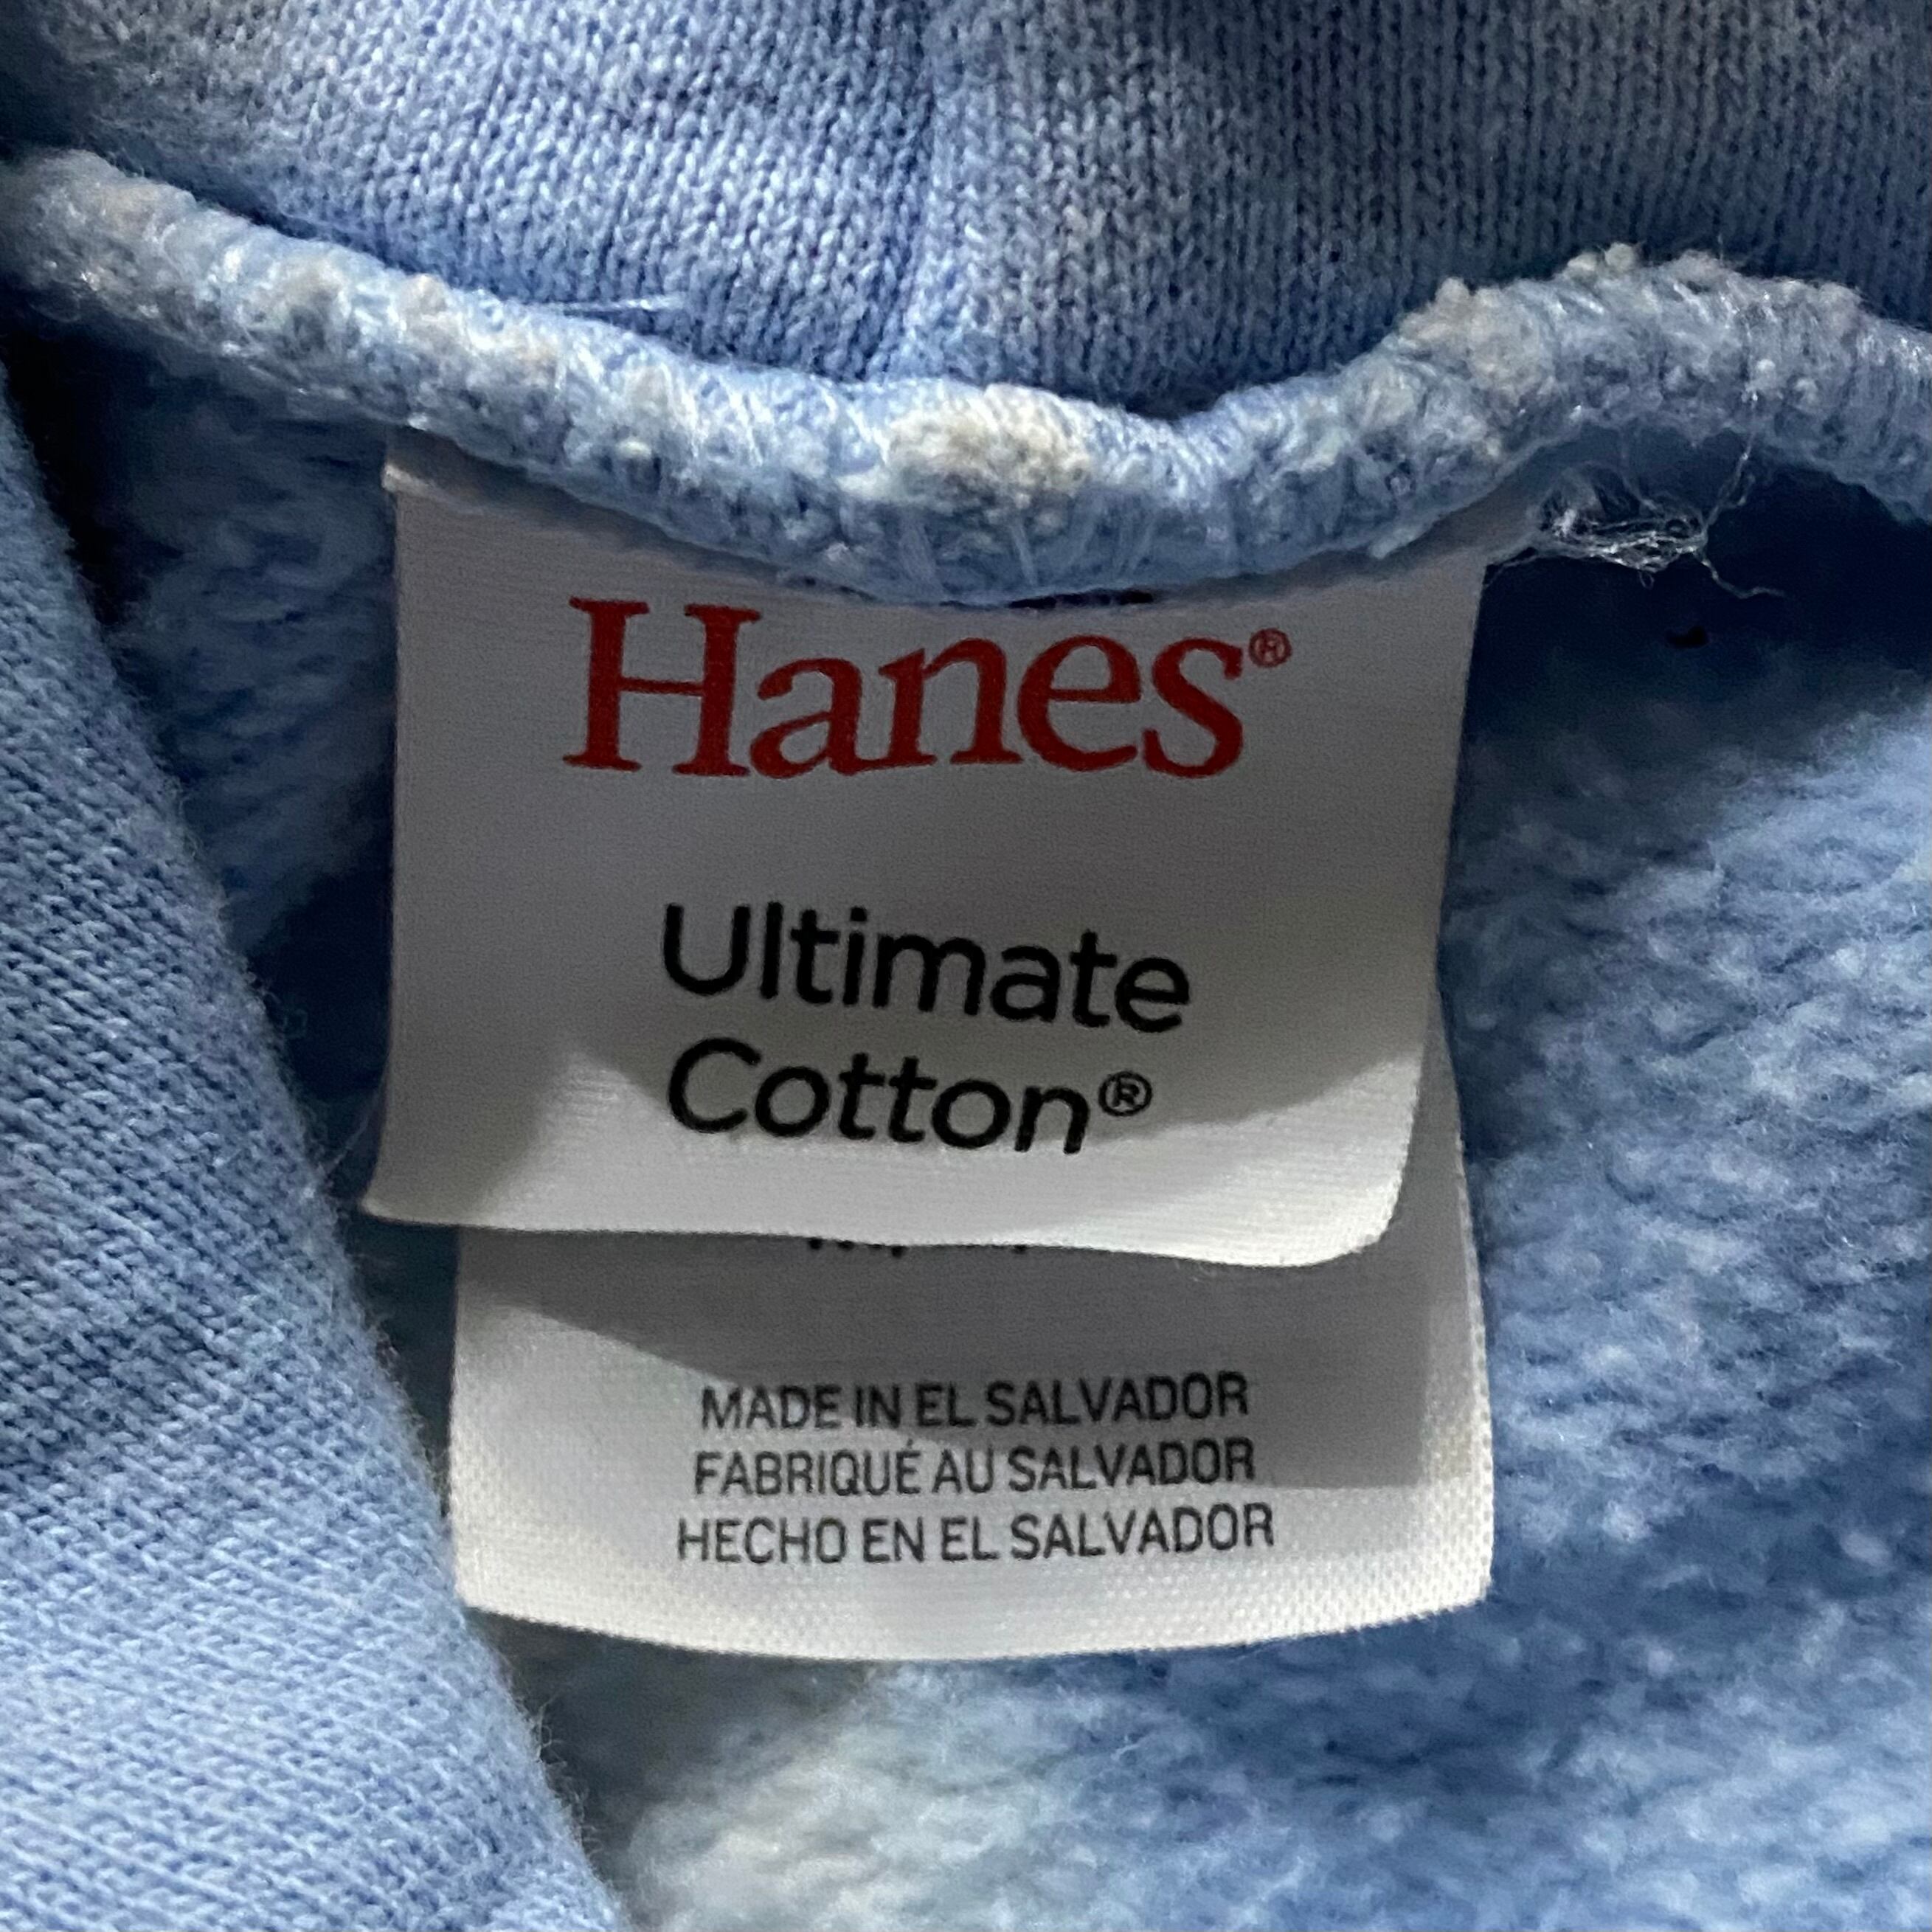 Hanes®
Ultimate
Cotton®
MADE IN EL SALVADOR
FABRIQUÉ AU SALVADOR
HECHO EN EL SALVADOR